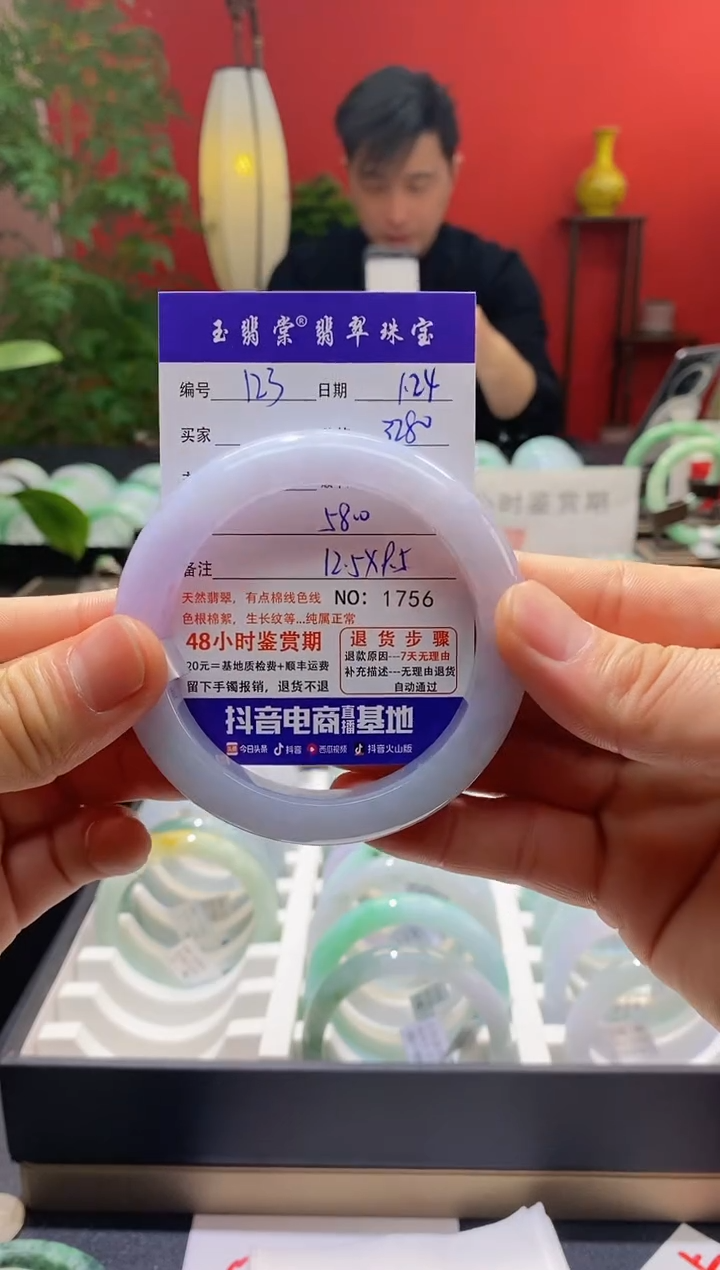 玉翡棠®翡翠珠宝
编号 123 日期 1.24
买家 3280
58.0
备注 12.5X8.5
天然翡翠，有点棉线色线 NO：1756
色根棉絮，生长纹等...纯属正常
48小时鉴赏期
20元＝基地质检费+顺丰运费
留下手镯报销，退货不退
退货步骤
退款原因---7天无理由
补充描述---无理由退货
自动通过
抖音电商直播基地
今日头条 抖音 西瓜视频 抖音火山版
小时鉴赏期